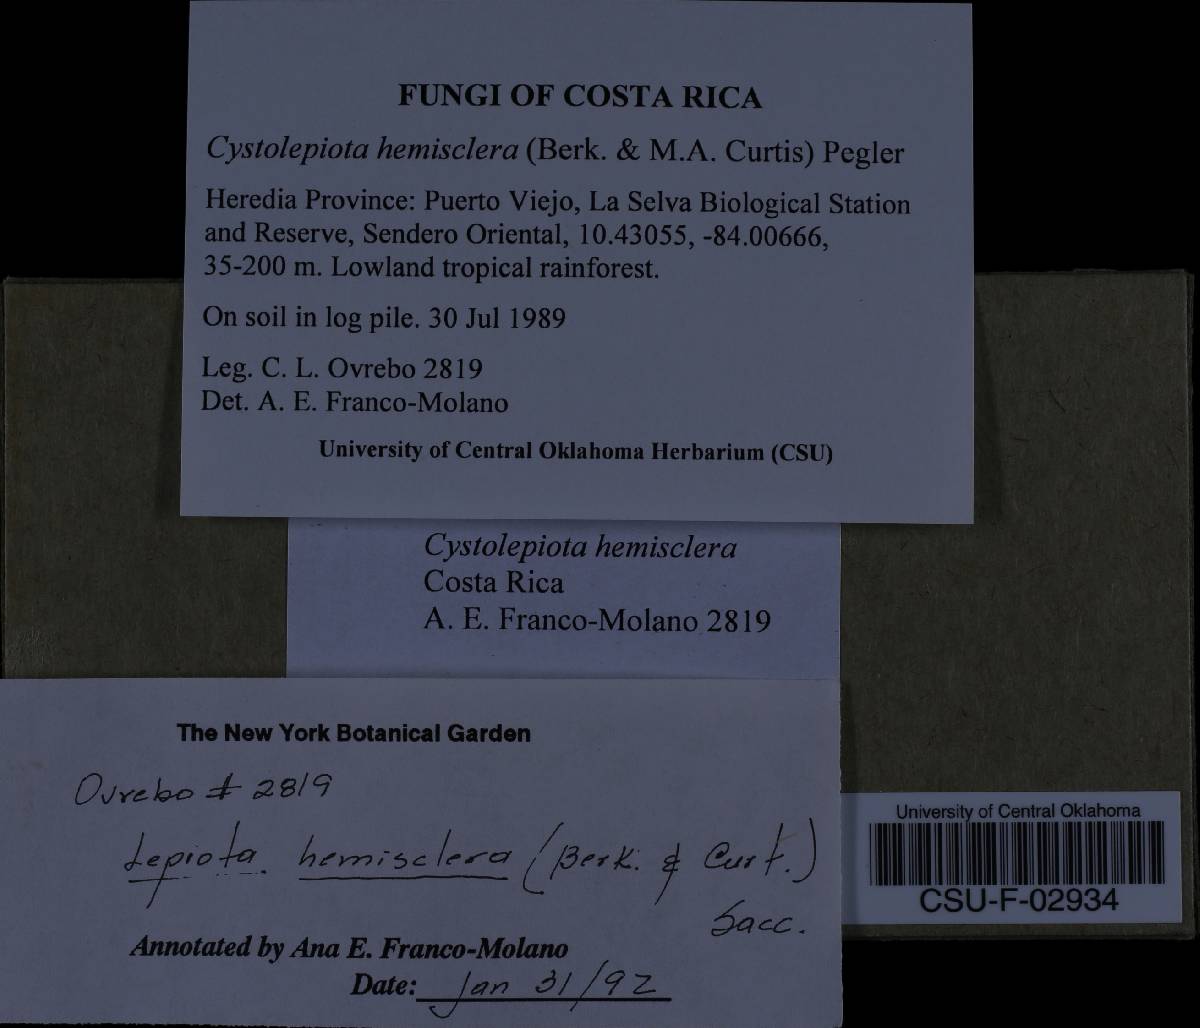 FUNGI OF COSTA RICA
Cystolepiota hemisclera (Berk. & M.A. Curtis) Pegler
Heredia Province: Puerto Viejo, La Selva Biological Station
and Reserve, Sendero Oriental, 10.43055, -84.00666,
35-200 m. Lowland tropical rainforest.
On soil in log pile. 30 Jul 1989
Leg. C. L. Ovrebo 2819
Det. A. E. Franco-Molano
University of Central Oklahoma Herbarium (CSU)
Cystolepiota hemisclera
Costa Rica
A. E. Franco-Molano 2819
The New York Botanical Garden
Ovrebo # 2819
Lepiota hemisclera (Berk. & Curt.)
Sacc.
Annotated by Ana E. Franco-Molano
Date: Jan 31/92
University of Central Oklahoma
CSU-F-02934